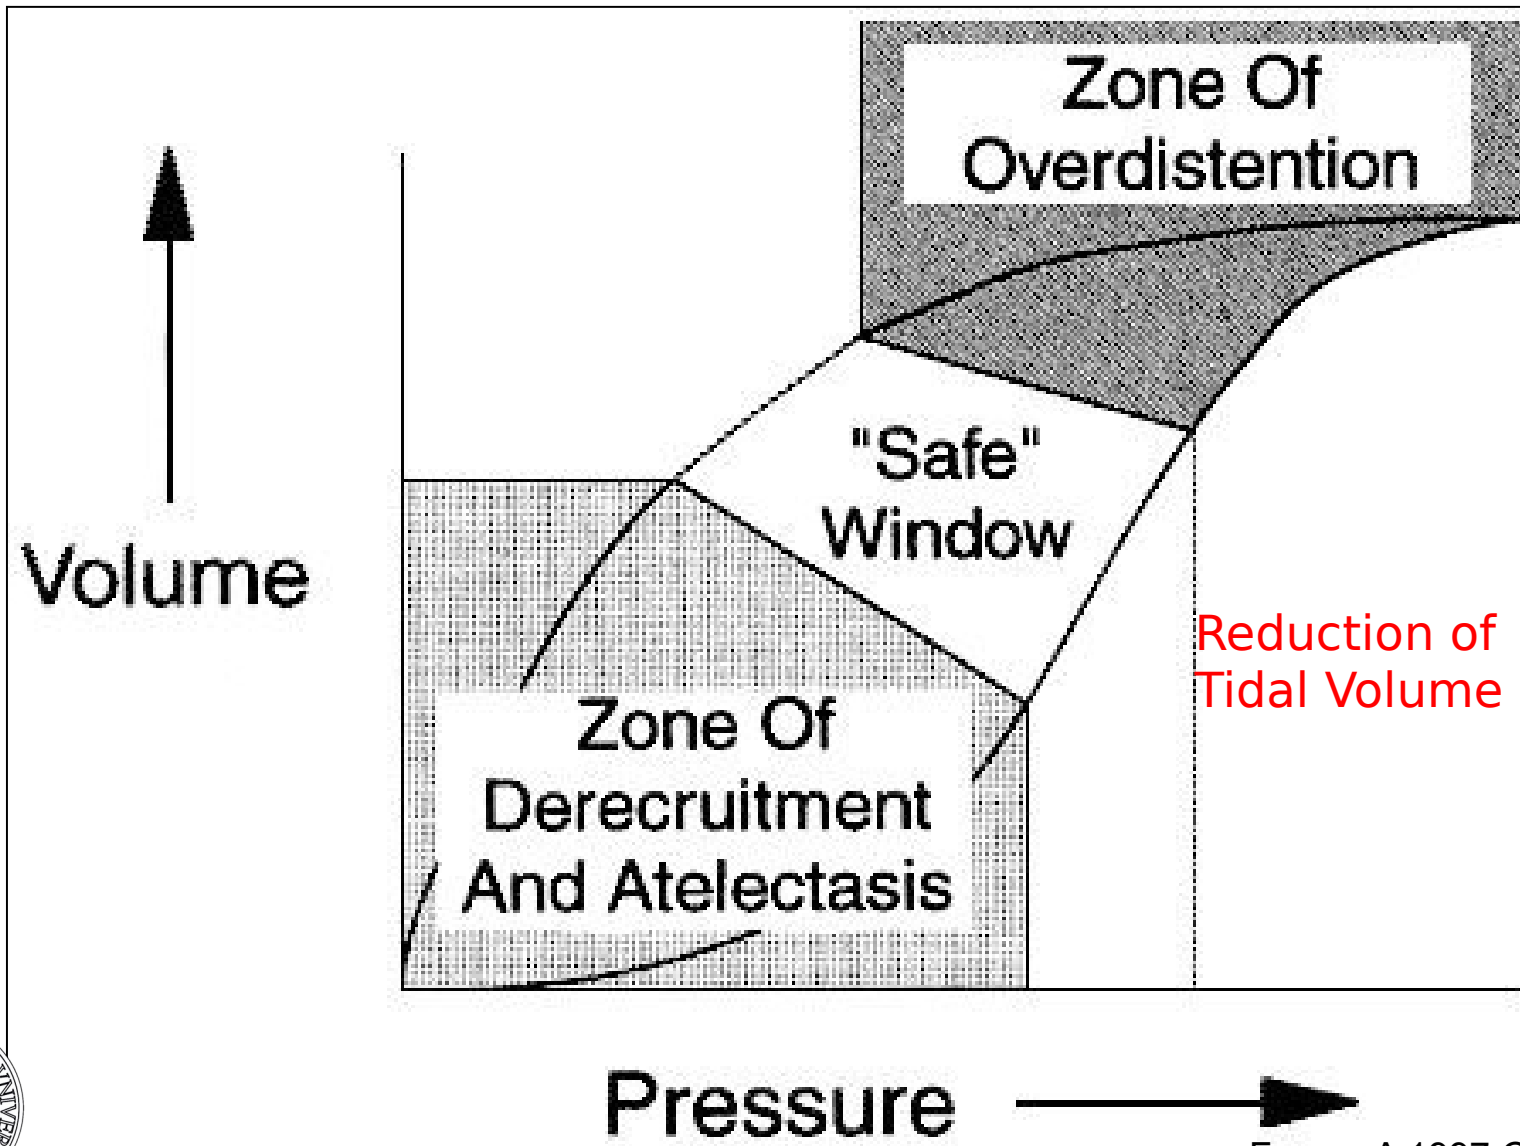 Zone Of
Overdistention
"Safe"
Window
Volume
Reduction of
Tidal Volume
Zone Of
Derecruitment
And Atelectasis
Pressure